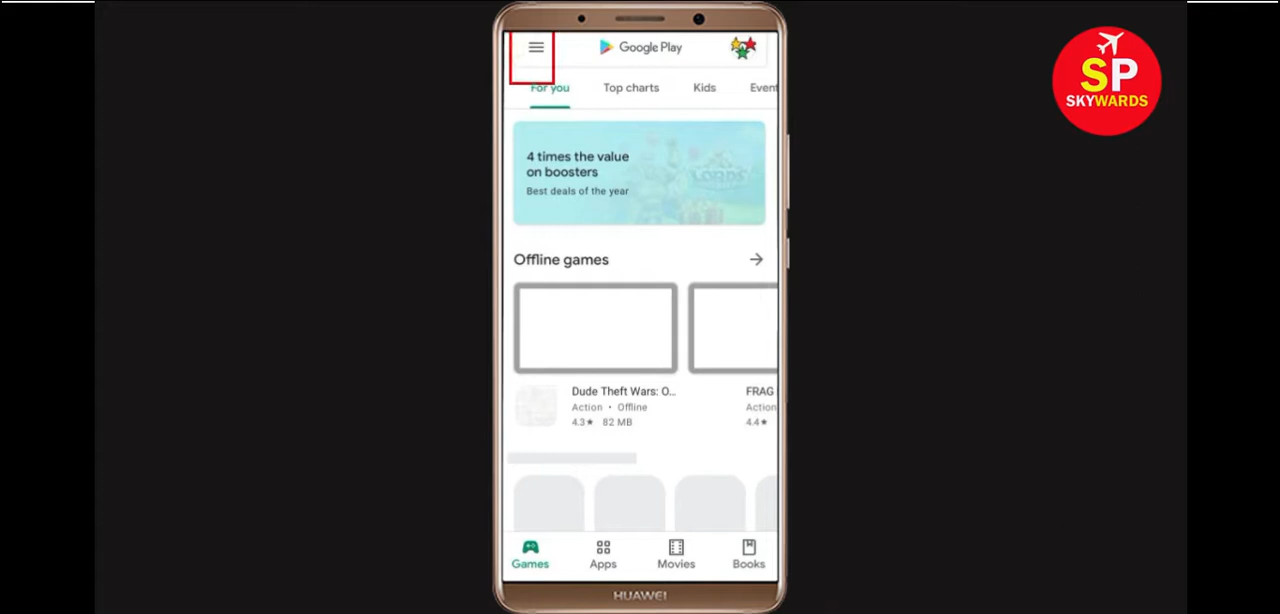 Google Play
SP
SKYWARDS
For you
Top charts
Kids
Event
4 times the value
on boosters
LORDS
Best deals of the year
Offline games
Dude Theft Wars: O...
FRAG
Action • Offline
Action
4.3★ 82 MB
4.4★
Games
Apps
Movies
Books
HUAWEI